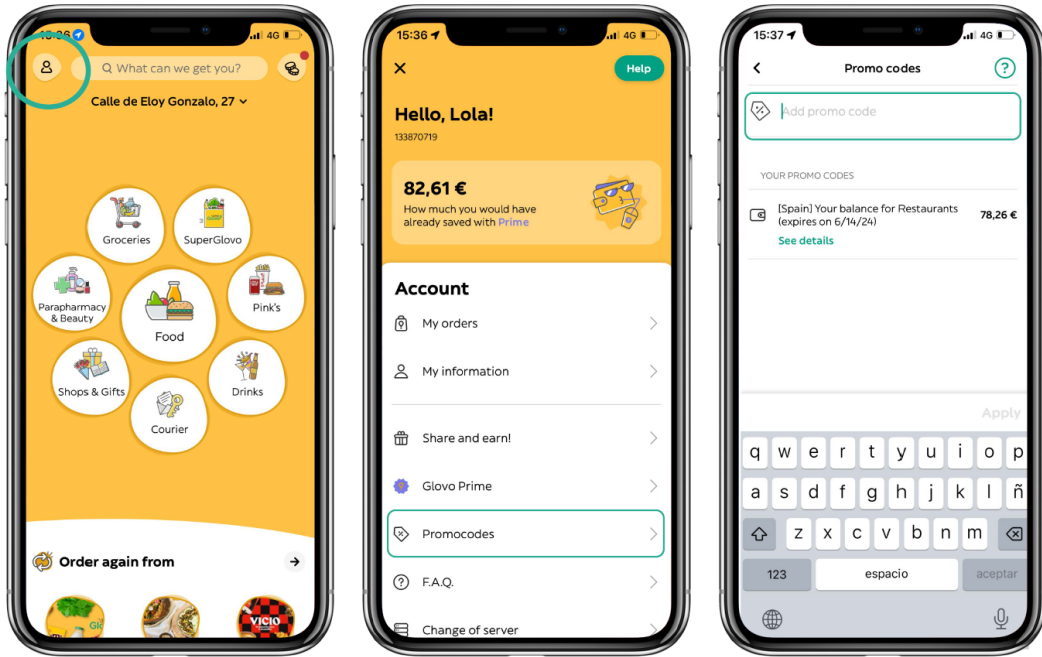 15:36
4G
What can we get you?
Calle de Eloy Gonzalo, 27
Groceries
SuperGlovo
Parapharmacy
& Beauty
Food
Pink's
Shops & Gifts
Drinks
Courier
Order again from
Glo
VICIO
15:36
4G
Help
Hello, Lola!
133870719
82,61 €
How much you would have
already saved with Prime
Account
My orders
My information
Share and earn!
Glovo Prime
Promocodes
F.A.Q.
Change of server
15:37
4G
Promo codes
?
Add promo code
YOUR PROMO CODES
[Spain] Your balance for Restaurants
(expires on 6/14/24)
78,26 €
See details
Apply
q w e r t y u i o p
a s d f g h j k l ñ
z x c v b n m
123 espacio aceptar